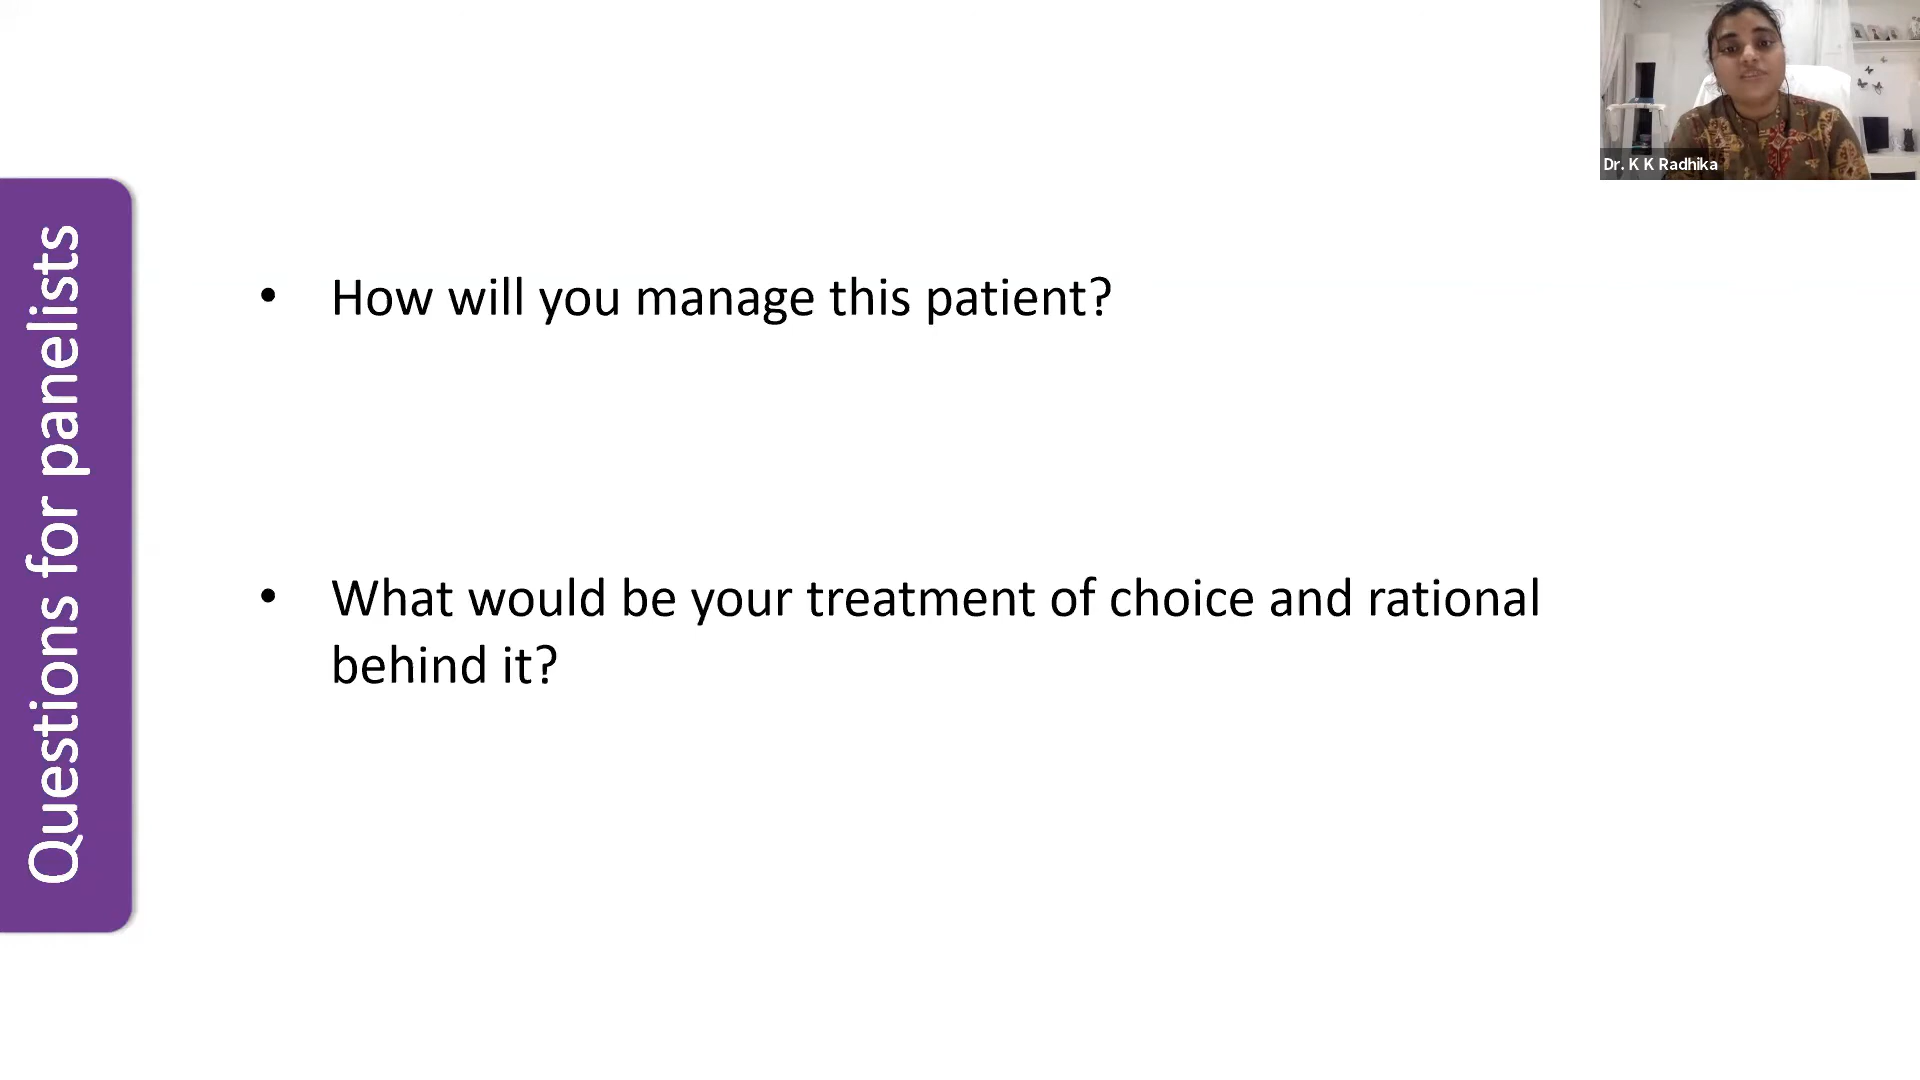 Dr. K K Radhika
Questions for panelists
• How will you manage this patient?
• What would be your treatment of choice and rational
behind it?